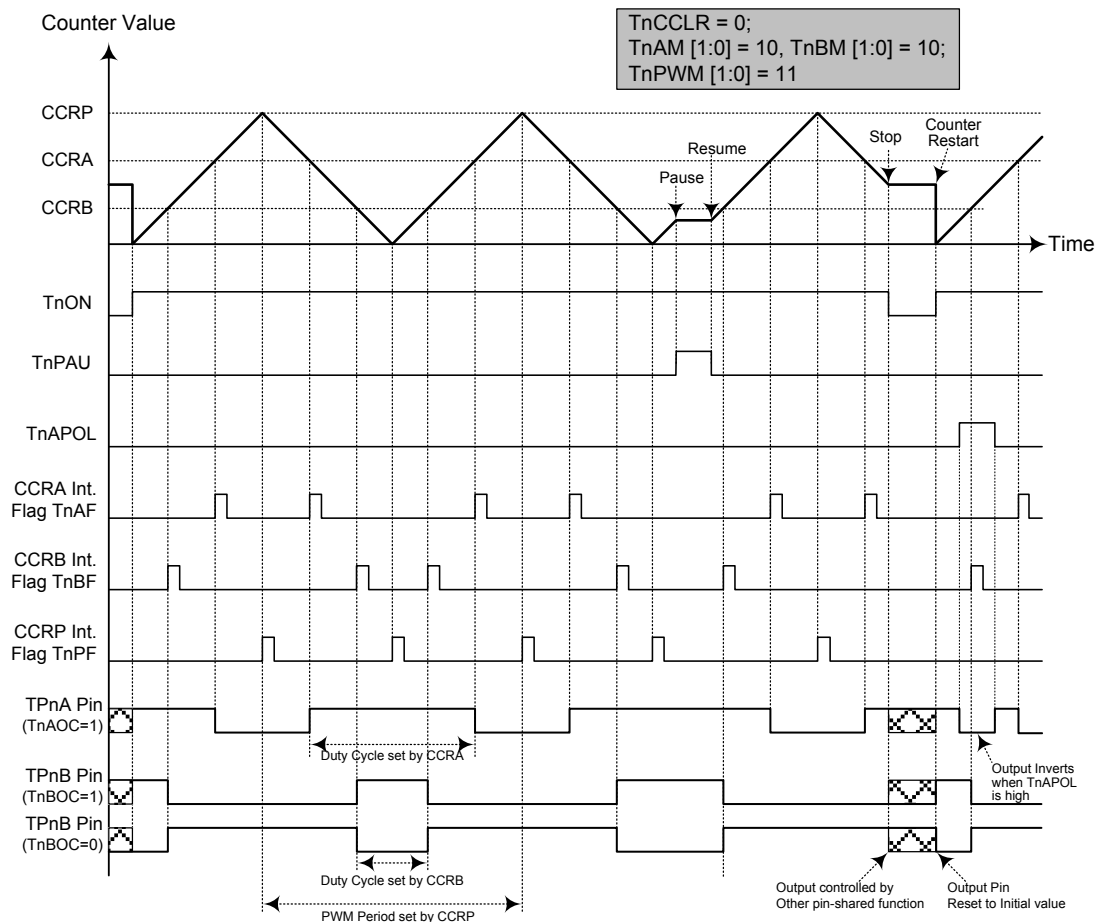 Counter Value
TnCCLR = 0;
TnAM [1:0] = 10, TnBM [1:0] = 10;
TnPWM [1:0] = 11
CCRP
CCRA
CCRB
Pause
Resume
Stop
Counter
Restart
Time
TnON
TnPAU
TnAPOL
CCRA Int.
Flag TnAF
CCRB Int.
Flag TnBF
CCRP Int.
Flag TnPF
TPnA Pin
(TnAOC=1)
Duty Cycle set by CCRA
Output Inverts
when TnAPOL
is high
TPnB Pin
(TnBOC=1)
TPnB Pin
(TnBOC=0)
Duty Cycle set by CCRB
PWM Period set by CCRP
Output controlled by
Other pin-shared function
Output Pin
Reset to Initial value